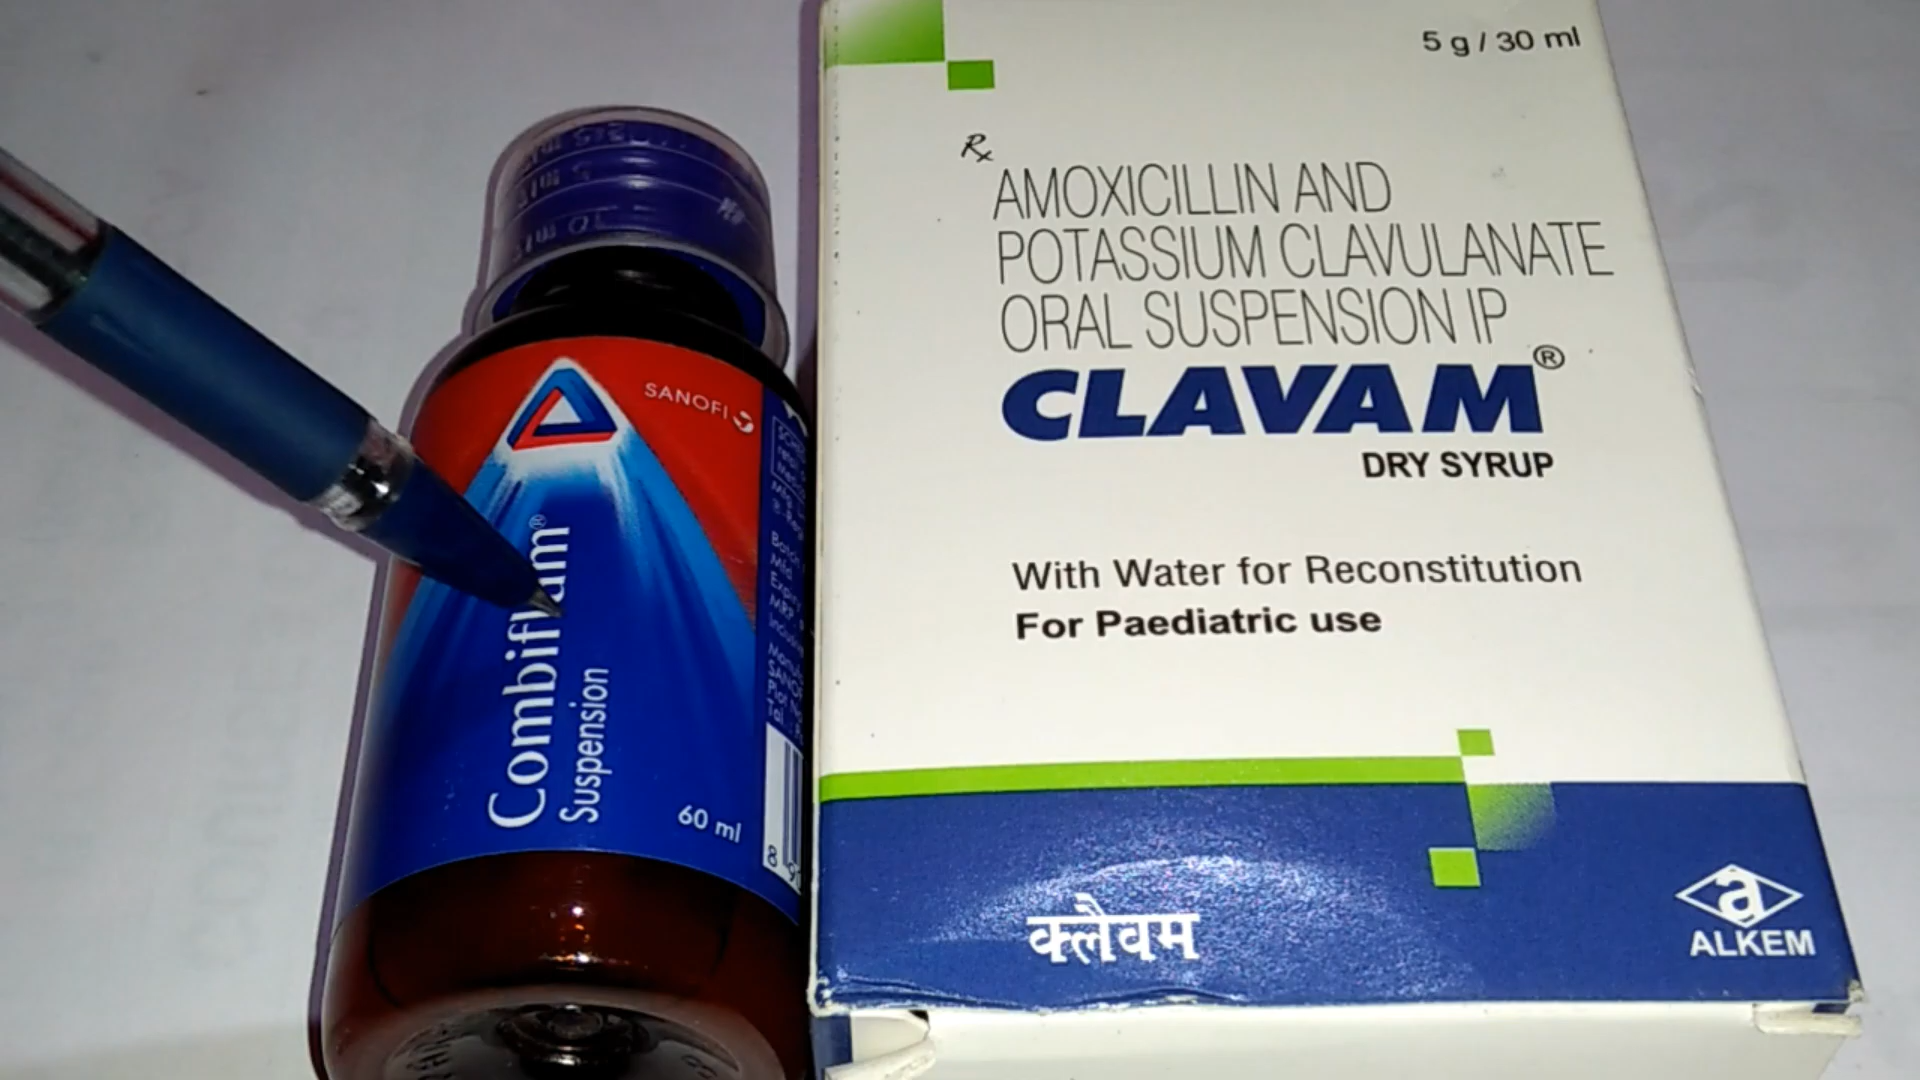 SANOFI
Combiflam®
Suspension
60 ml
5 g / 30 ml
Rx
AMOXICILLIN AND
POTASSIUM CLAVULANATE
ORAL SUSPENSION IP
CLAVAM®
DRY SYRUP
With Water for Reconstitution
For Paediatric use
क्लैवम
a
ALKEM